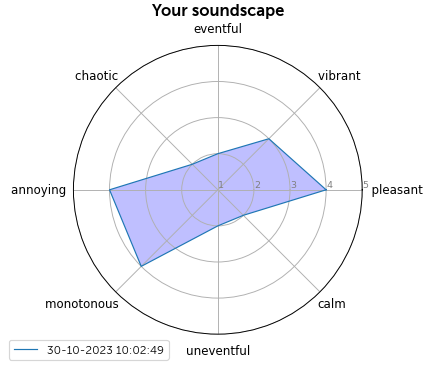 Your soundscape
eventful
chaotic
vibrant
annoying
1 2 3 4 5
pleasant
monotonous
calm
uneventful
30-10-2023 10:02:49